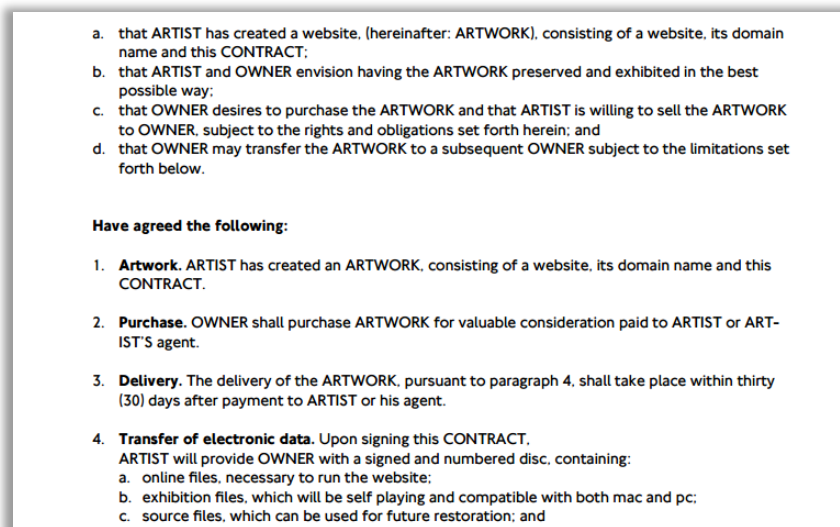 a. that ARTIST has created a website, (hereinafter: ARTWORK), consisting of a website, its domain
name and this CONTRACT;
b. that ARTIST and OWNER envision having the ARTWORK preserved and exhibited in the best
possible way;
c. that OWNER desires to purchase the ARTWORK and that ARTIST is willing to sell the ARTWORK
to OWNER, subject to the rights and obligations set forth herein; and
d. that OWNER may transfer the ARTWORK to a subsequent OWNER subject to the limitations set
forth below.
Have agreed the following:
1. Artwork. ARTIST has created an ARTWORK, consisting of a website, its domain name and this
CONTRACT.
2. Purchase. OWNER shall purchase ARTWORK for valuable consideration paid to ARTIST or ART-
IST'S agent.
3. Delivery. The delivery of the ARTWORK, pursuant to paragraph 4, shall take place within thirty
(30) days after payment to ARTIST or his agent.
4. Transfer of electronic data. Upon signing this CONTRACT,
ARTIST will provide OWNER with a signed and numbered disc, containing:
a. online files, necessary to run the website;
b. exhibition files, which will be self playing and compatible with both mac and pc;
c. source files, which can be used for future restoration; and